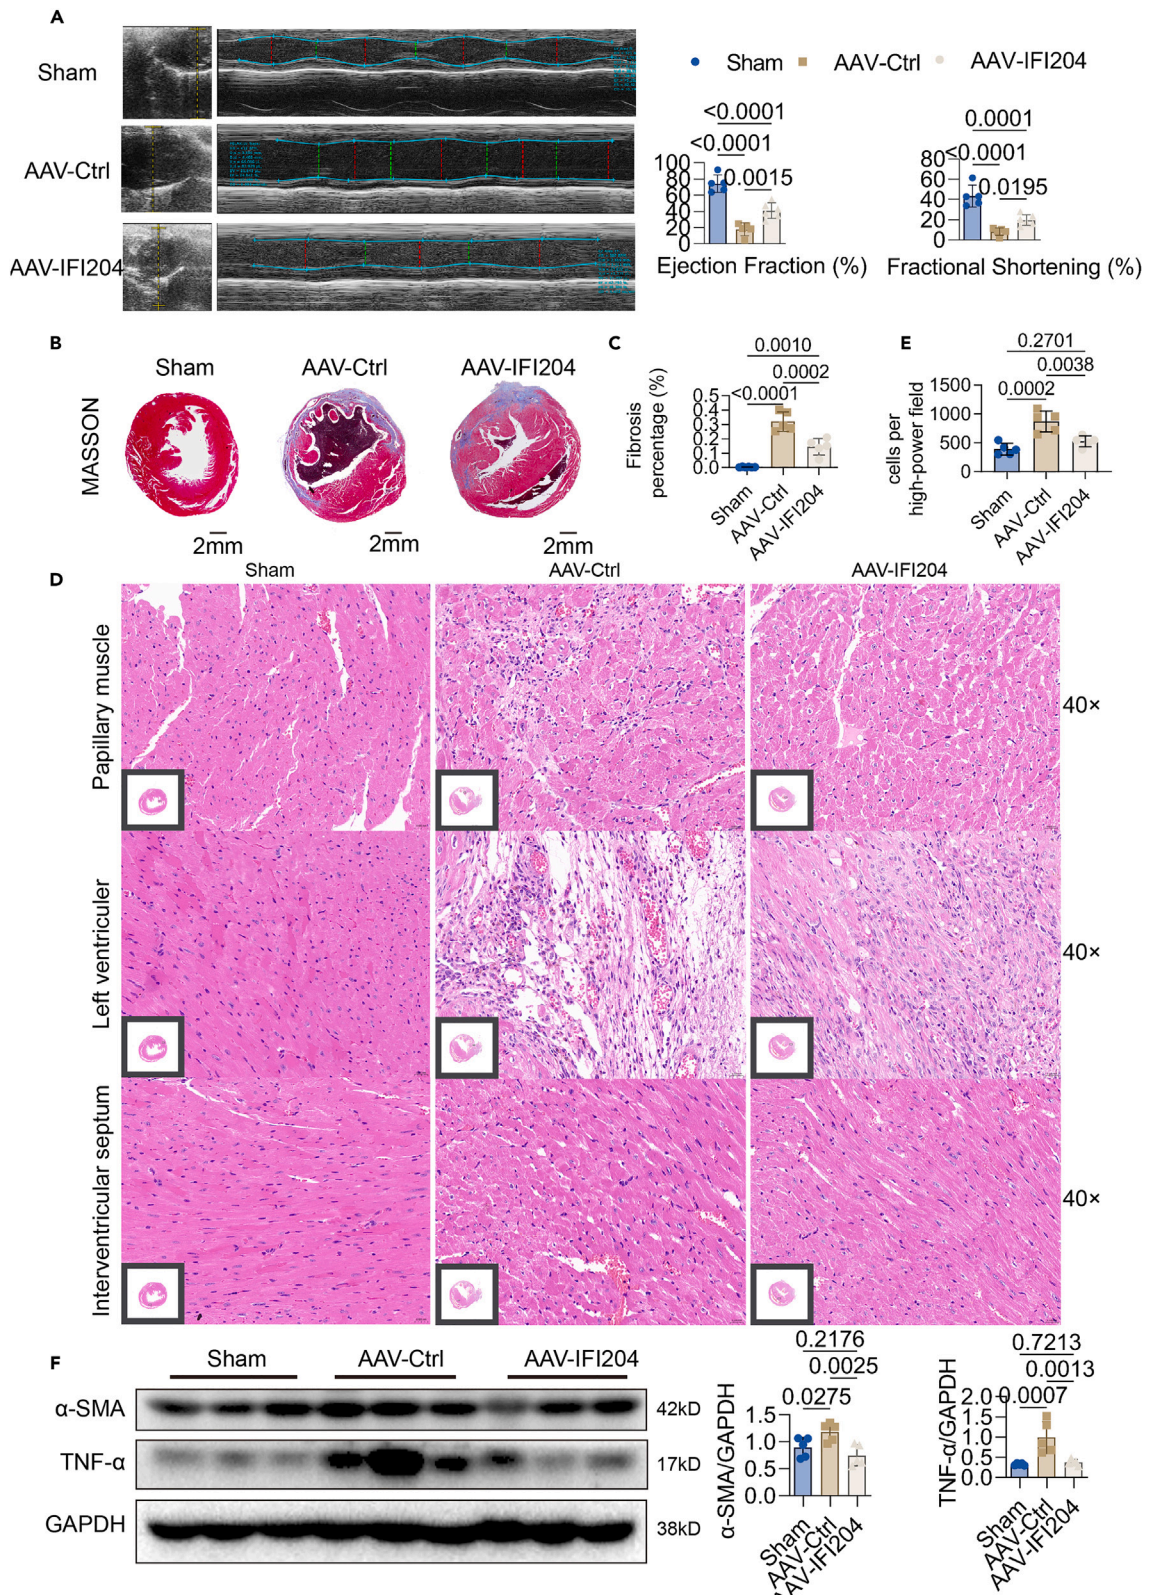 A
Sham
AAV-Ctrl
AAV-IFI204
Sham AAV-Ctrl AAV-IFI204
<0.0001
<0.0001
0.0015
100
80
60
40
20
0
Ejection Fraction (%)
0.0001
<0.0001
0.0195
80
60
40
20
0
Fractional Shortening (%)
B
MASSON
Sham
AAV-Ctrl
AAV-IFI204
2mm
2mm
2mm
C
0.0010
0.0002
<0.0001
Fibrosis
percentage (%)
0.5
0.4
0.3
0.2
0.1
0.0
Sham
AAV-Ctrl
AAV-IFI204
E
0.2701
0.0038
0.0002
cells per
high-power field
1500
1000
500
0
Sham
AAV-Ctrl
AAV-IFI204
D
Sham
AAV-Ctrl
AAV-IFI204
Papillary muscle
40×
Left ventriculer
40×
Interventricular septum
40×
F
Sham
AAV-Ctrl
AAV-IFI204
α-SMA
42kD
TNF-α
17kD
GAPDH
38kD
0.2176
0.0025
0.0275
α-SMA/GAPDH
1.5
1.0
0.5
0.0
Sham
AAV-Ctrl
AAV-IFI204
0.7213
0.0013
0.0007
TNF-α/GAPDH
2.0
1.5
1.0
0.5
0.0
Sham
AAV-Ctrl
AAV-IFI204